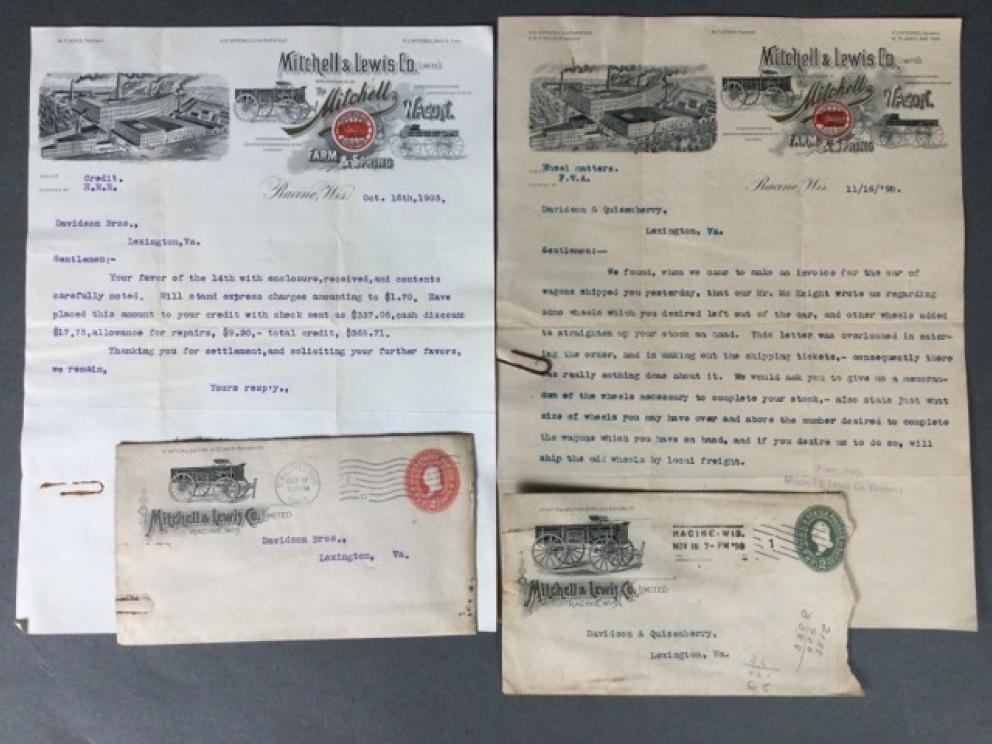 Mitchell & Lewis Co.
The
Mitchell
Wagon.
FARM & SPRING
Credit.
H.M.R.
Racine, Wis.
Oct. 16th,1903,
Davidson Bros.,
Lexington,Va.
Gentlemen:-
Your favor of the 14th with enclosure,received,and contents
carefully noted. Will stand express charges amounting to $1.70, Have
placed this amount to your credit with check sent us $337.06,cash discount
$17.75,allowance for repairs, $9.20,- total credit, $365.71.
Thanking you for settlement,and soliciting your further favors,
we remain,
Yours resp'y.,
Mitchell & Lewis Co. LIMITED
RACINE, WIS.
2
Davidson Bros.,
Lexington, Va.
Mitchell & Lewis Co.
The
Mitchell
Wagon.
FARM & SPRING
Wheel matters.
F.W.A.
Racine, Wis
11/16/'98.
Davidson & Quisenberry.
Lexington, Va.
Gentlemen:--
We found, when we came to make an invoice for the car of
wagons shipped you yesterday, that our Mr. Mc Knight wrote us regarding
some wheels which you desired left out of the car, and other wheels added
to straighten up your stock on hand. This letter was overlooked in enter-
ing the order, and in making out the shipping tickets,- consequently there
was really nothing done about it. We would ask you to give us a memoran-
dum of the wheels necessary to complete your stock,- also state just what
size of wheels you may have over and above the number desired to complete
the wagons which you have on hand, and if you desire us to do so, will
ship the odd wheels by local freight.
Mitchell & Lewis Co. LIMITED
RACINE, WIS.
RACINE, WIS.
NOV 16 7-PM '98
1
2
Davidson & Quisenberry.
Lexington, Va.